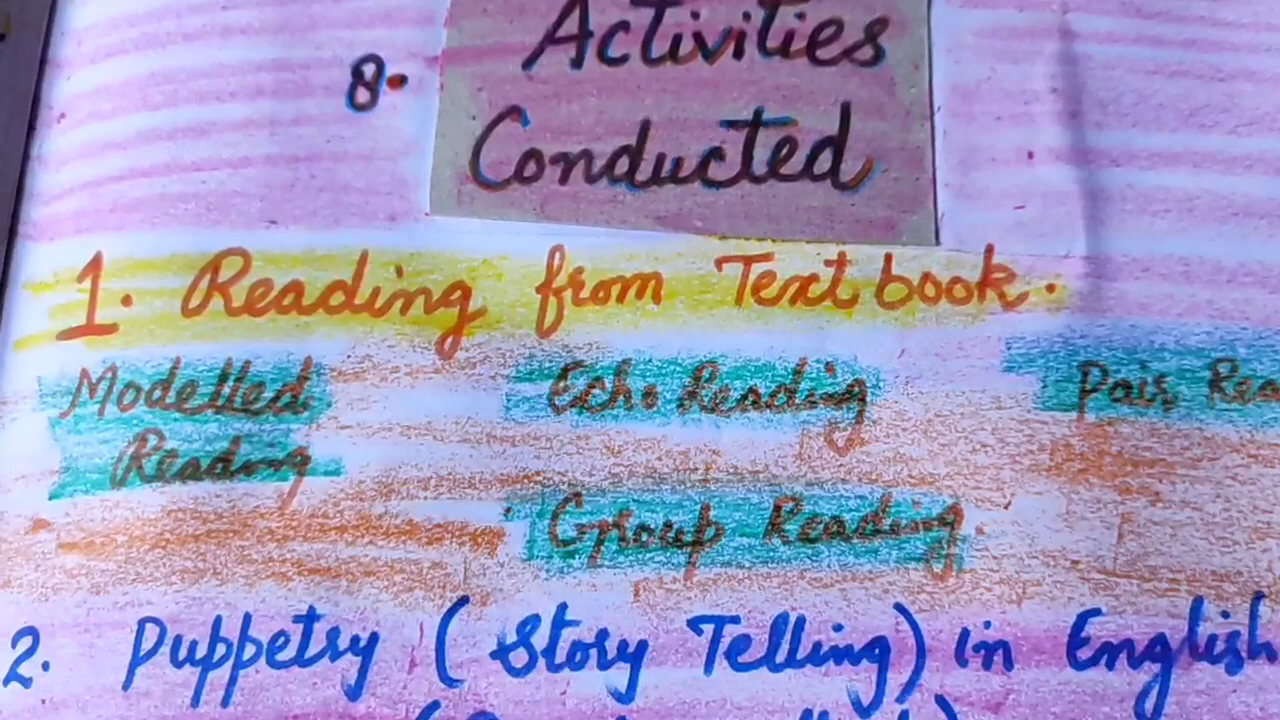 Activities
8. Conducted
1. Reading from Text book.
Modelled Echo Reading Pair
Reading
Group Reading.
2. Puppetry (Story Telling) in English